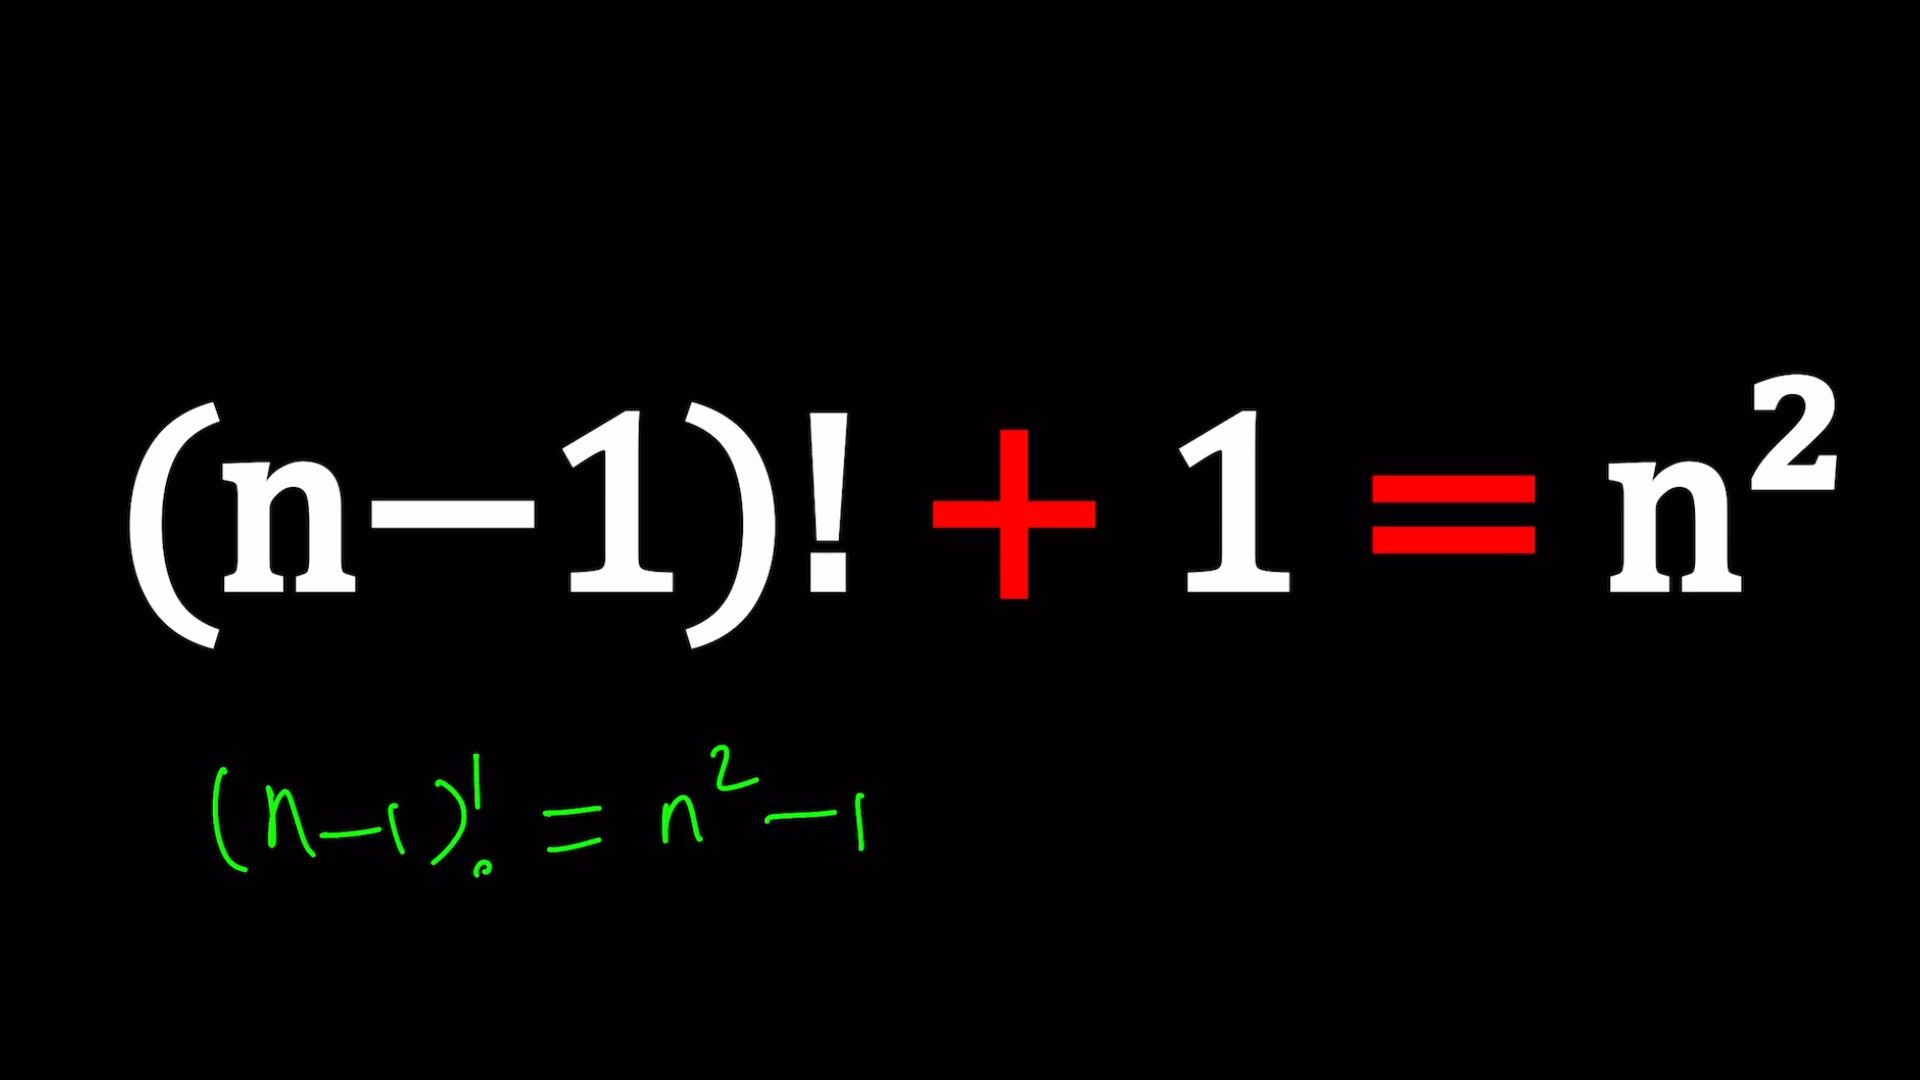 (n−1)! + 1 = n²
(n−1)! = n²−1